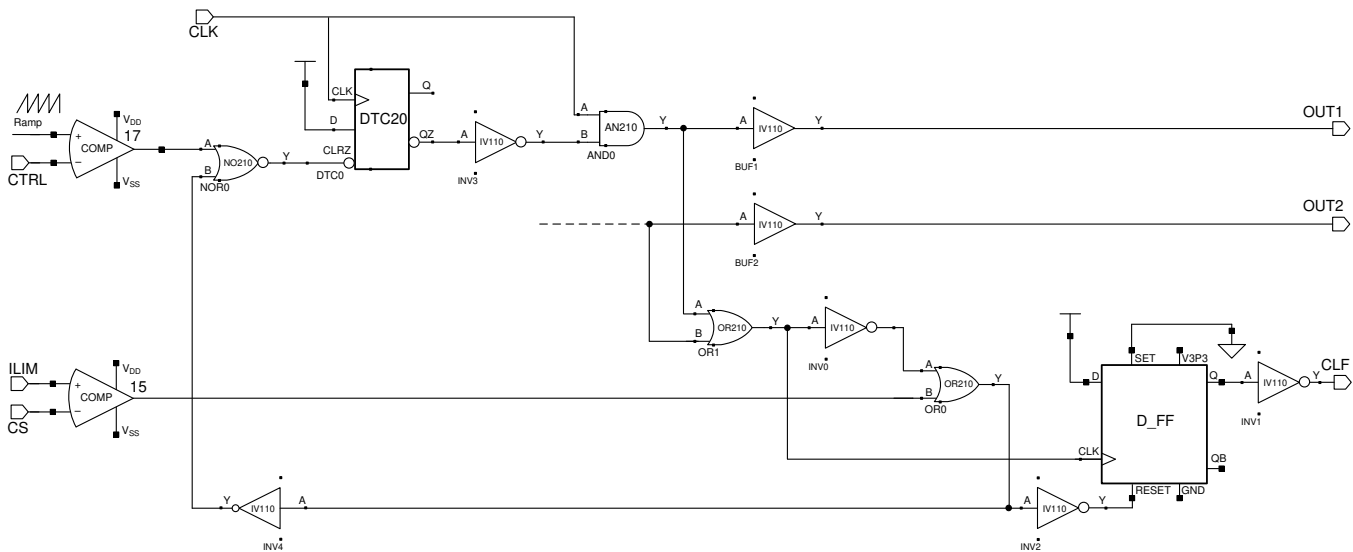 CLK
Ramp
+
−
COMP
VDD
17
VSS
CTRL
A
B
NO210
Y
NOR0
CLK
D
CLRZ
DTC20
DTC0
Q
QZ
A
IV110
Y
INV3
A
B
AN210
Y
AND0
A
IV110
Y
BUF1
OUT1
A
IV110
Y
BUF2
OUT2
A
B
OR210
Y
OR1
A
IV110
INV0
ILIM
+
−
COMP
VDD
15
VSS
CS
A
B
OR210
Y
OR0
SET
V3P3
D
Q
D_FF
CLK
QB
RESET
GND
A
IV110
Y
INV1
CLF
Y
IV110
A
INV4
A
IV110
Y
INV2